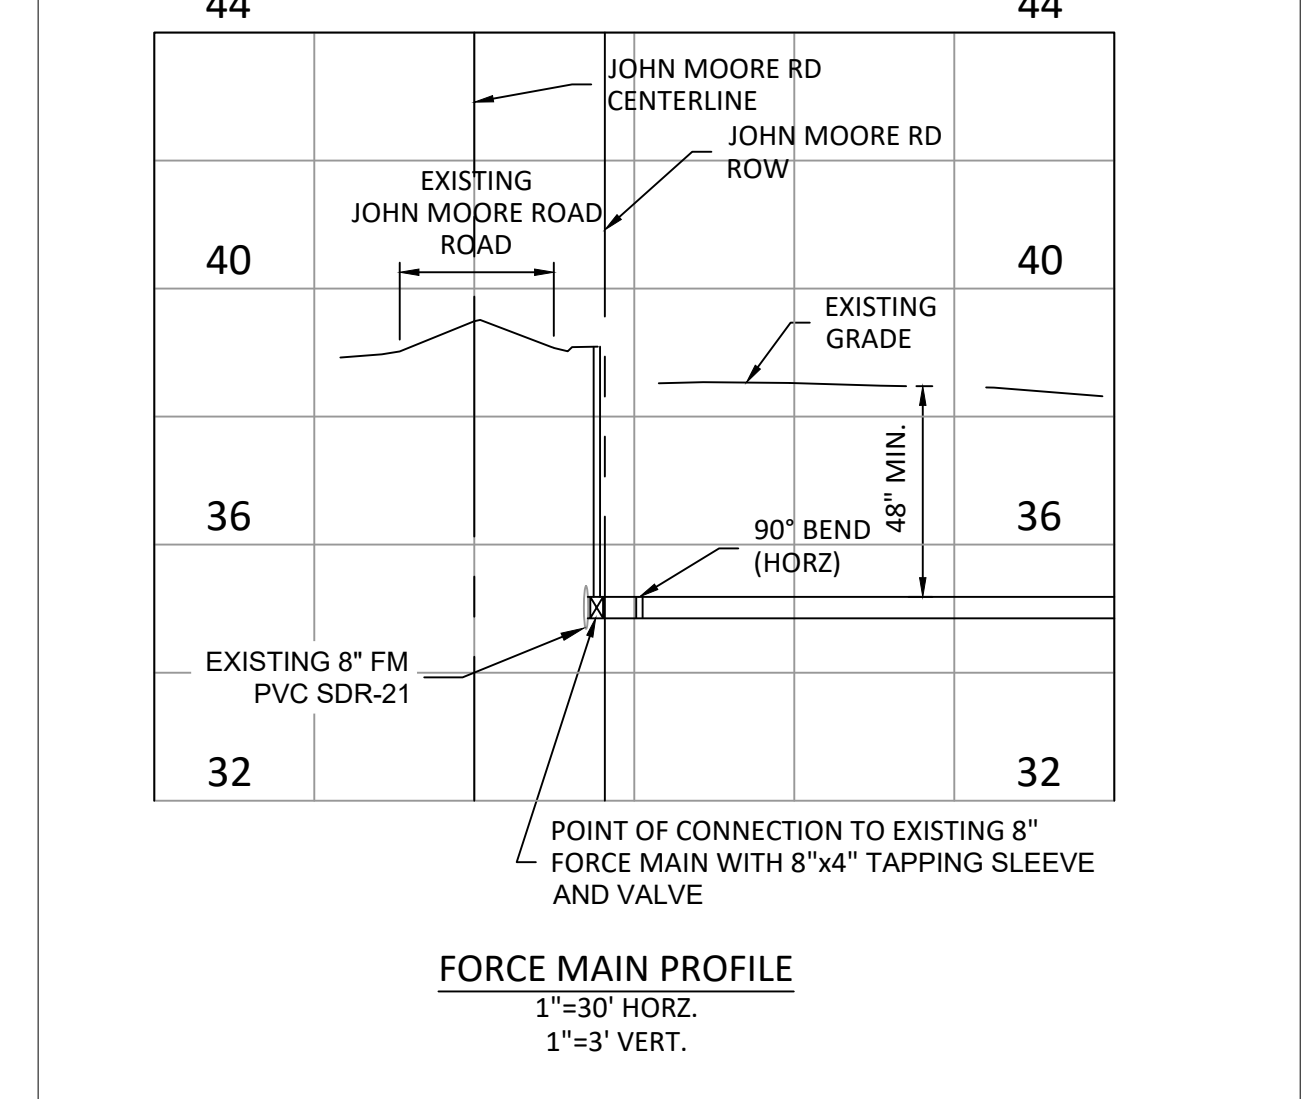 44
44
JOHN MOORE RD
CENTERLINE
JOHN MOORE RD
ROW
EXISTING
JOHN MOORE ROAD
ROAD
40
40
EXISTING
GRADE
48" MIN.
36
36
90° BEND
(HORZ)
EXISTING 8" FM
PVC SDR-21
32
32
POINT OF CONNECTION TO EXISTING 8"
FORCE MAIN WITH 8"x4" TAPPING SLEEVE
AND VALVE
FORCE MAIN PROFILE
1"=30' HORZ.
1"=3' VERT.